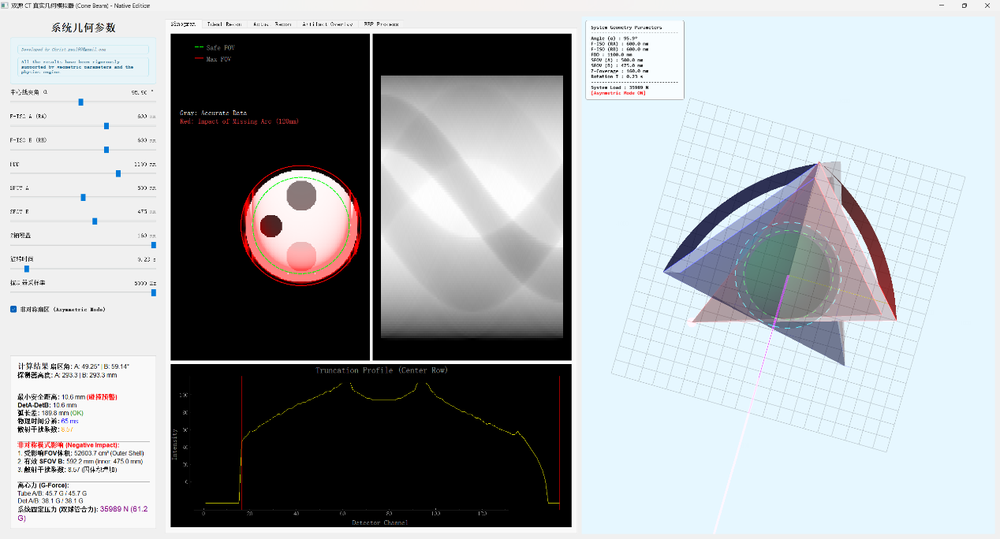 双源 CT 真实几何模拟器 (Cone Beam) - Native Edition
系统几何参数
All the results have been rigorously
supported by geometric parameters and the
physics engine.
中心线夹角 α 95.90 °
F-ISO A (RA) 600 mm
F-ISO B (RB) 600 mm
FDD 1100 mm
SFOV A 500 mm
SFOV B 475 mm
Z轴覆盖 160 mm
旋转时间 0.23 s
探测器采样率 5000 Hz
非对称扇区 (Asymmetric Mode)
计算结果 扇区角: A: 49.25° | B: 59.14°
探测器高度: A: 293.3 | B: 293.3 mm
最小安全距离: 10.6 mm (碰撞预警)
DetA-DetB: 10.6 mm
弧长差: 189.8 mm (OK)
物理时间分辨: 65 ms
散射干扰系数: 8.57
非对称模式影响 (Negative Impact):
1. 受影响FOV体积: 52603.7 cm³ (Outer Shell)
2. 有效 SFOV B: 592.2 mm (Inner: 475.0 mm)
3. 散射干扰系数: 8.57 (因体积增加)
离心力 (G-Force):
Tube A/B: 45.7 G / 45.7 G
Det A/B: 38.1 G / 38.1 G
系统固定压力 (双球管合力): 35989 N (61.2
G)
Sinogram Ideal Recon Actual Recon Artifact Overlay FBP Process
Safe FOV
Max FOV
Gray: Accurate Data
Red: Impact of Missing Arc (120mm)
Truncation Profile (Center Row)
Intensity
100
80
60
40
20
0
0 20 40 60 80 100 120
Detector Channel
System Geometry Parameters
Angle (α) : 95.9°
F-ISO (RA) : 600.0 mm
F-ISO (RB) : 600.0 mm
FDD : 1100.0 mm
SFOV (A) : 500.0 mm
SFOV (B) : 475.0 mm
Z-Coverage : 160.0 mm
Rotation T : 0.23 s
System Load : 35989 N
[Asymmetric Mode ON]